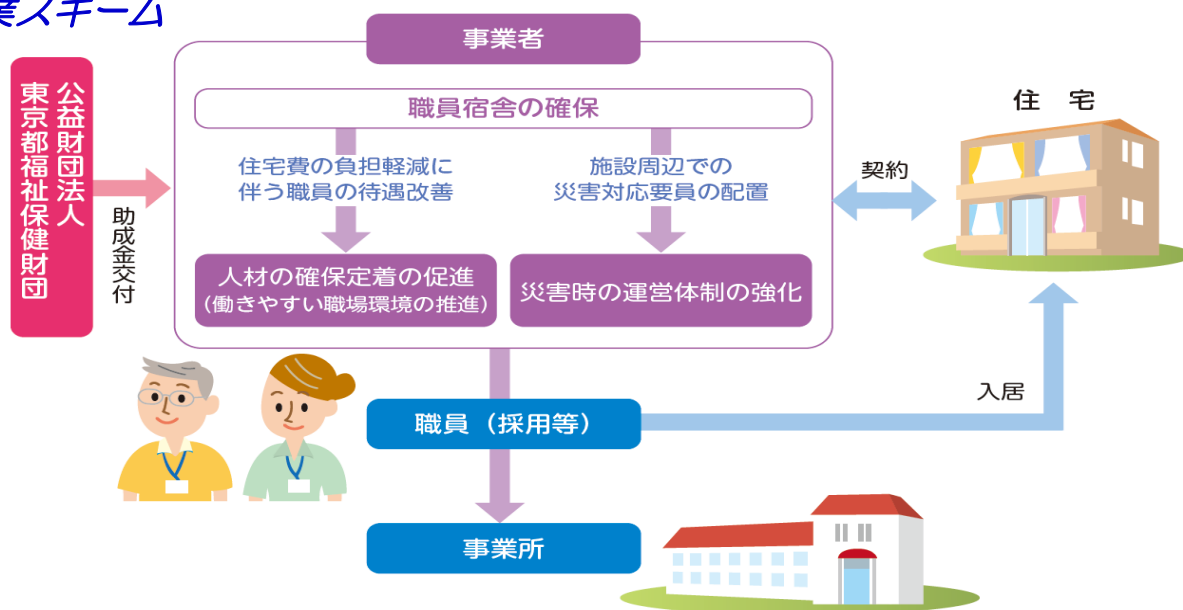 業スキーム
事業者
公益財団法人
東京都福祉保健財団
助成金交付
職員宿舎の確保
住宅費の負担軽減に
伴う職員の待遇改善
施設周辺での
災害対応要員の配置
人材の確保定着の促進
(働きやすい職場環境の推進)
災害時の運営体制の強化
契約
住 宅
入居
職員(採用等)
事業所